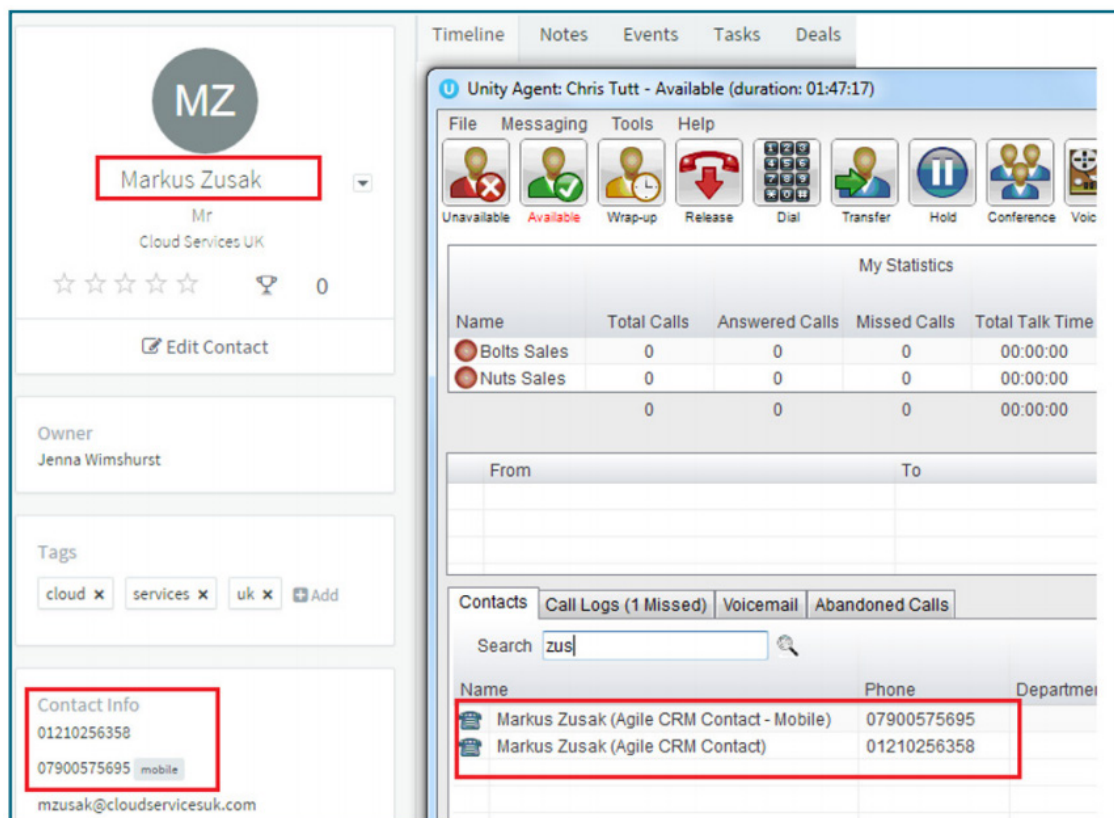 MZ
Markus Zusak
Mr
Cloud Services UK
0
Edit Contact
Owner
Jenna Wimshurst
Tags
cloud × services × uk × Add
Contact Info
01210256358
07900575695 mobile
mzusak@cloudservicesuk.com
Timeline Notes Events Tasks Deals
Unity Agent: Chris Tutt - Available (duration: 01:47:17)
File Messaging Tools Help
Unavailable Available Wrap-up Release Dial Transfer Hold Conference Voic
My Statistics
Name Total Calls Answered Calls Missed Calls Total Talk Time
Bolts Sales 0 0 0 00:00:00
Nuts Sales 0 0 0 00:00:00
0 0 0 00:00:00
From To
Contacts Call Logs (1 Missed) Voicemail Abandoned Calls
Search zus
Name Phone Departme
Markus Zusak (Agile CRM Contact - Mobile) 07900575695
Markus Zusak (Agile CRM Contact) 01210256358